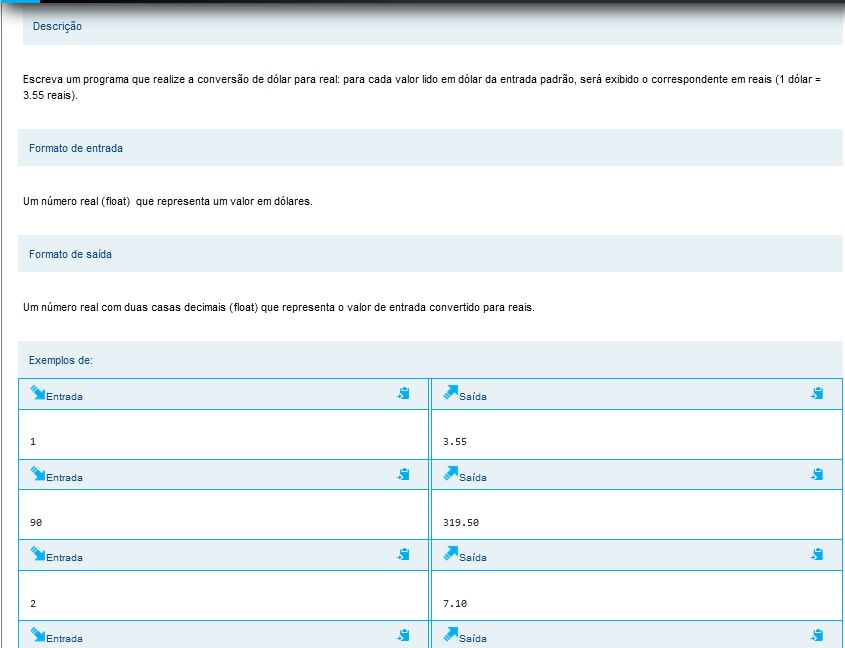 Descrição
Escreva um programa que realize a conversão de dólar para real: para cada valor lido em dólar da entrada padrão, será exibido o correspondente em reais (1 dólar =
3.55 reais).
Formato de entrada
Um número real (float)  que representa um valor em dólares.
Formato de saída
Um número real com duas casas decimais (float) que representa o valor de entrada convertido para reais.
Exemplos de:
Entrada Saída
1 3.55
Entrada Saída
90 319.50
Entrada Saída
2 7.10
Entrada Saída